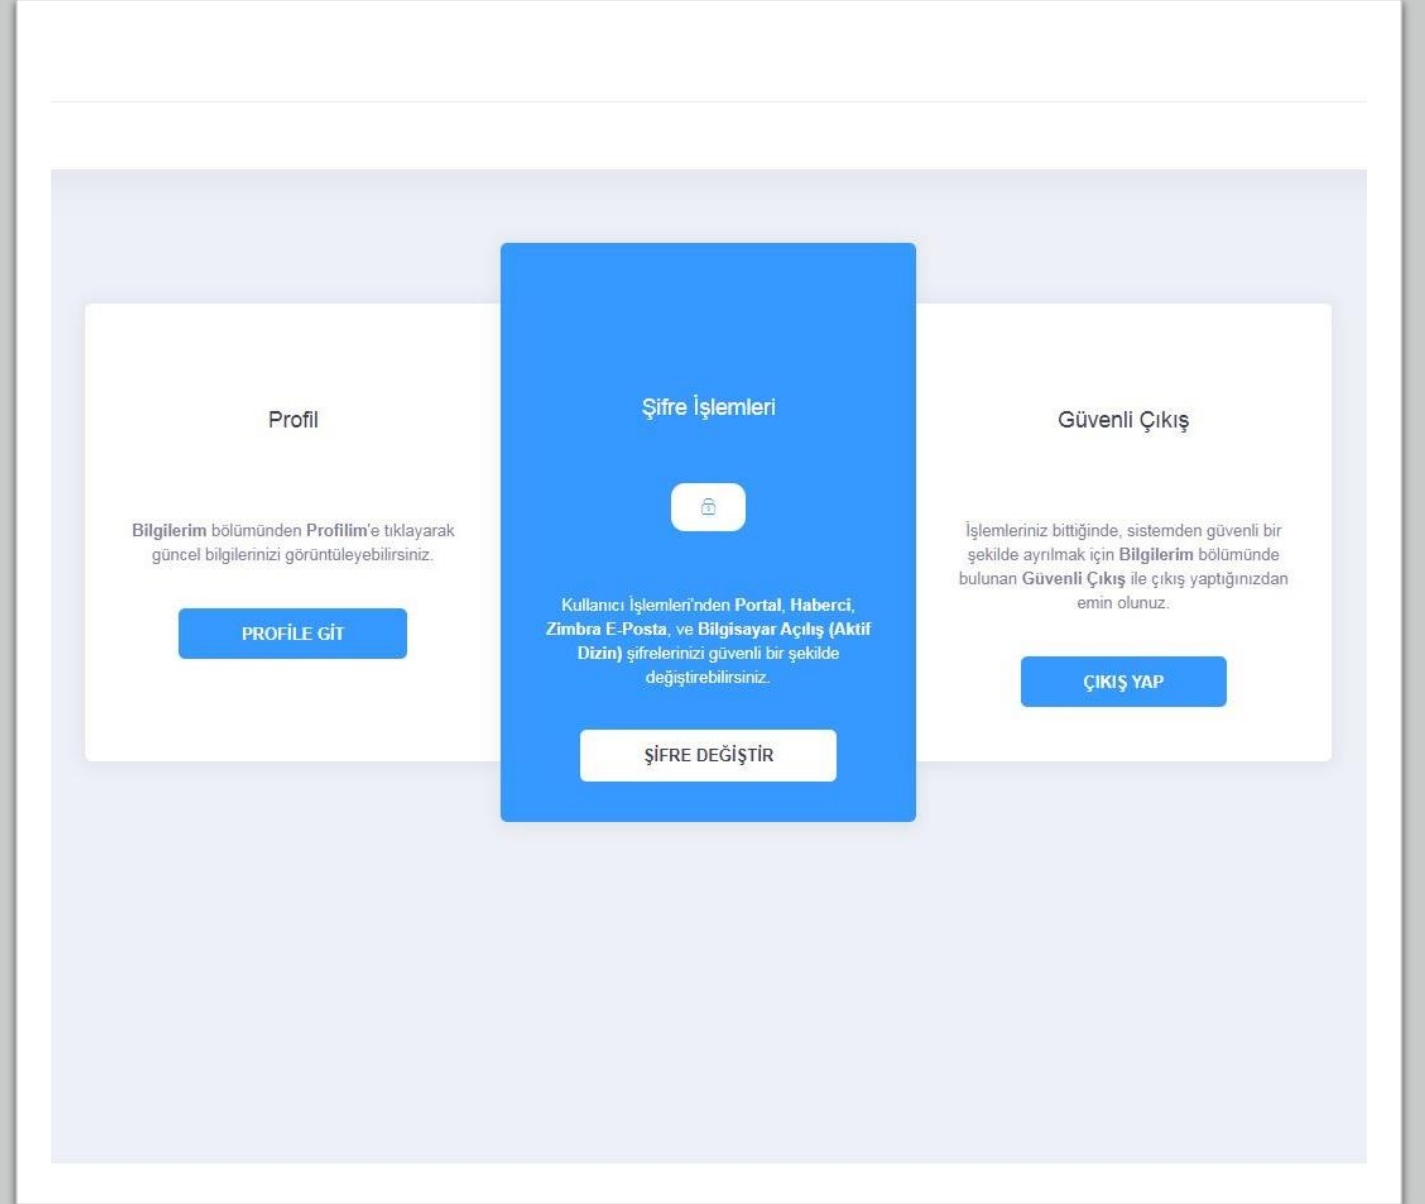 Profil
Bilgilerim bölümünden Profilim'e tıklayarak
güncel bilgilerinizi görüntüleyebilirsiniz.
PROFİLE GİT
Şifre İşlemleri
Kullanıcı İşlemleri'nden Portal, Haberci,
Zimbra E-Posta, ve Bilgisayar Açılış (Aktif
Dizin) şifrelerinizi güvenli bir şekilde
değiştirebilirsiniz.
ŞİFRE DEĞİŞTİR
Güvenli Çıkış
İşlemleriniz bittiğinde, sistemden güvenli bir
şekilde ayrılmak için Bilgilerim bölümünde
bulunan Güvenli Çıkış ile çıkış yaptığınızdan
emin olunuz.
ÇIKIŞ YAP